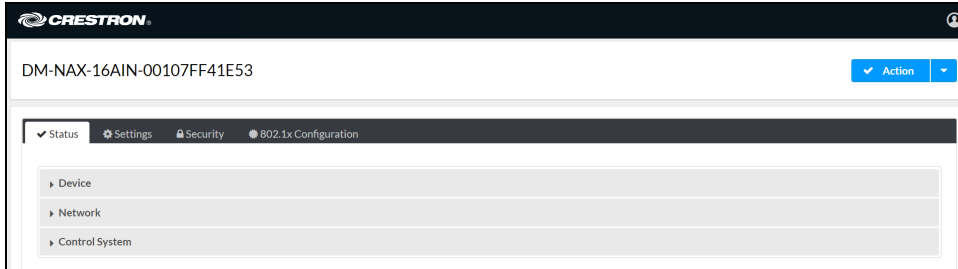 CRESTRON®
DM-NAX-16AIN-00107FF41E53
Action
Status Settings Security 802.1x Configuration
Device
Network
Control System